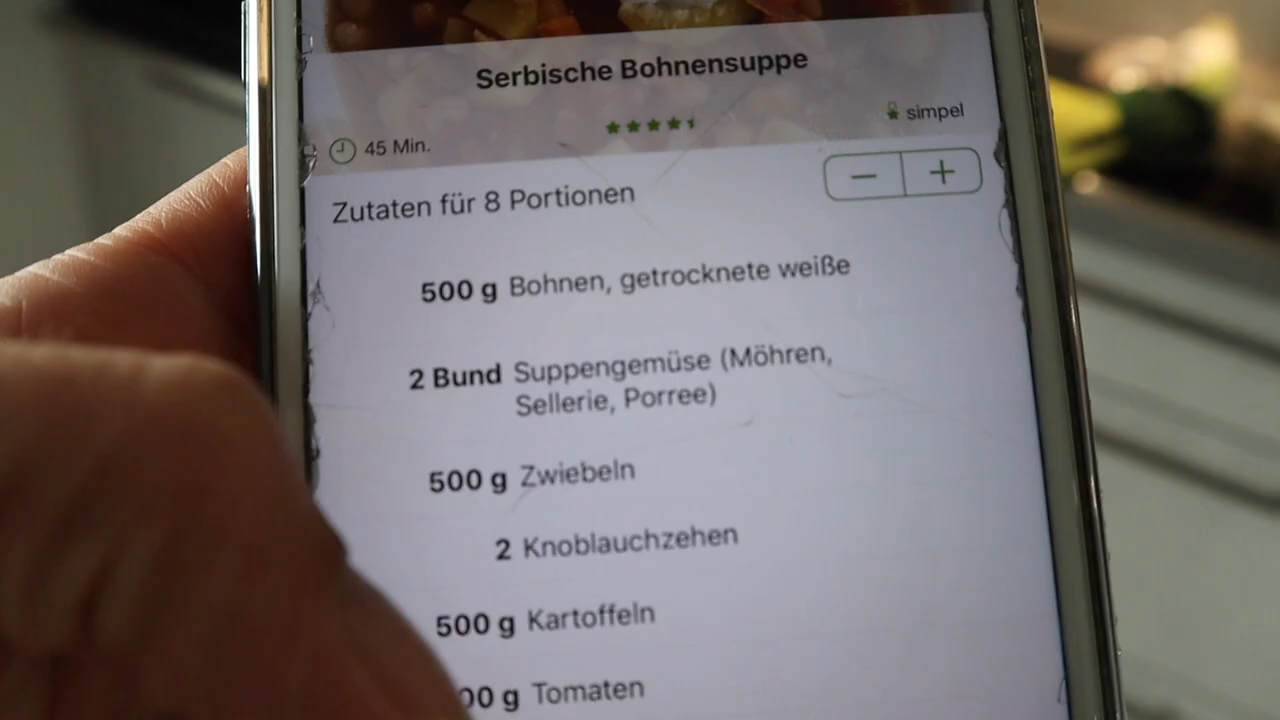 Serbische Bohnensuppe
45 Min.
simpel
Zutaten für 8 Portionen
− +
500 g Bohnen, getrocknete weiße
2 Bund Suppengemüse (Möhren,
Sellerie, Porree)
500 g Zwiebeln
2 Knoblauchzehen
500 g Kartoffeln
g Tomaten